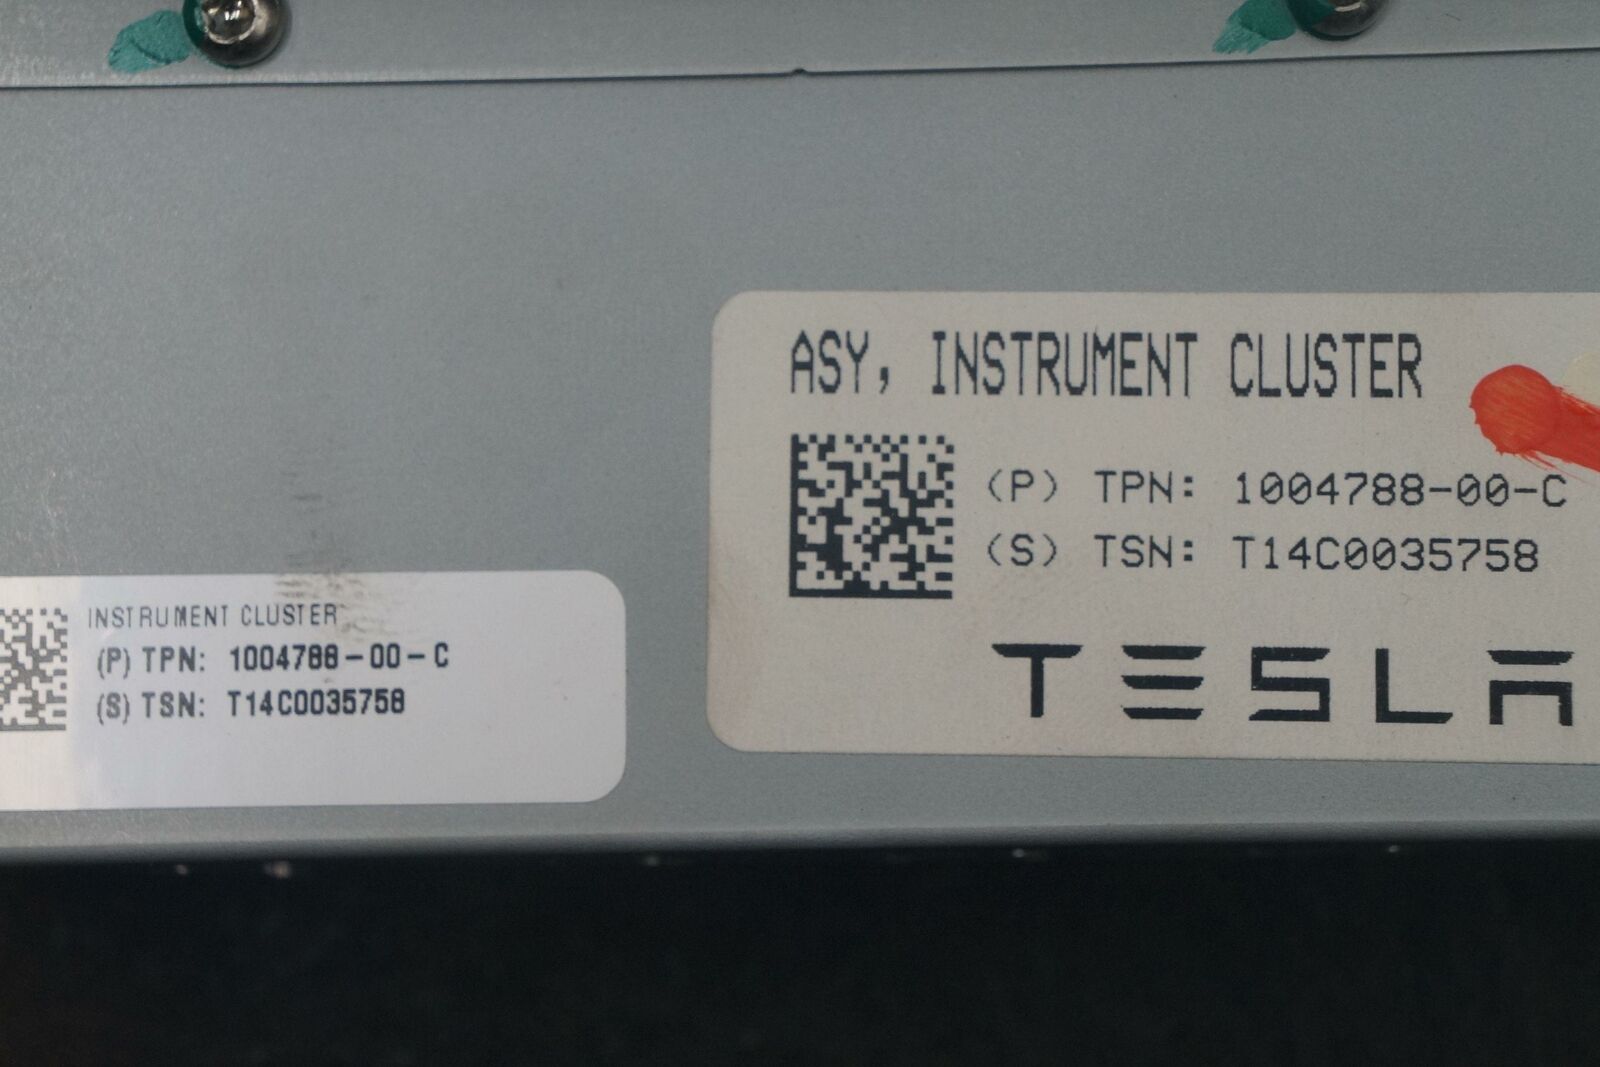 ASY, INSTRUMENT CLUSTER
(P) TPN: 1004788-00-C
(S) TSN: T14C0035758
TESLA
INSTRUMENT CLUSTER
(P) TPN: 1004788-00-C
(S) TSN: T14C0035758